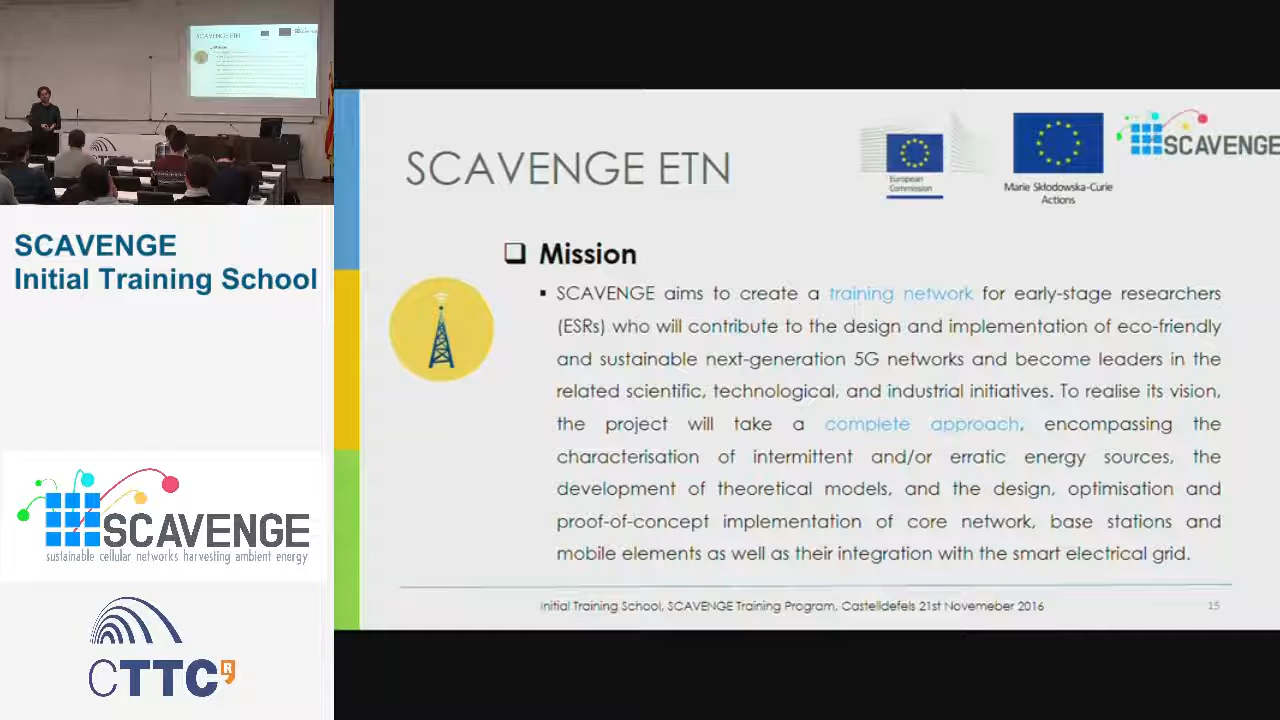 SCAVENGE ETN
SCAVENGE
Initial Training School
SCAVENGE
sustainable cellular networks harvesting ambient energy
CTTC
R
SCAVENGE ETN
European
Commission
Marie Skłodowska-Curie
Actions
SCAVENGE
Mission
SCAVENGE aims to create a training network for early-stage researchers
(ESRs) who will contribute to the design and implementation of eco-friendly
and sustainable next-generation 5G networks and become leaders in the
related scientific, technological, and industrial initiatives. To realise its vision,
the project will take a complete approach, encompassing the
characterisation of intermittent and/or erratic energy sources, the
development of theoretical models, and the design, optimisation and
proof-of-concept implementation of core network, base stations and
mobile elements as well as their integration with the smart electrical grid.
Initial Training School, SCAVENGE Training Program, Castelldefels 21st Novemeber 2016
15